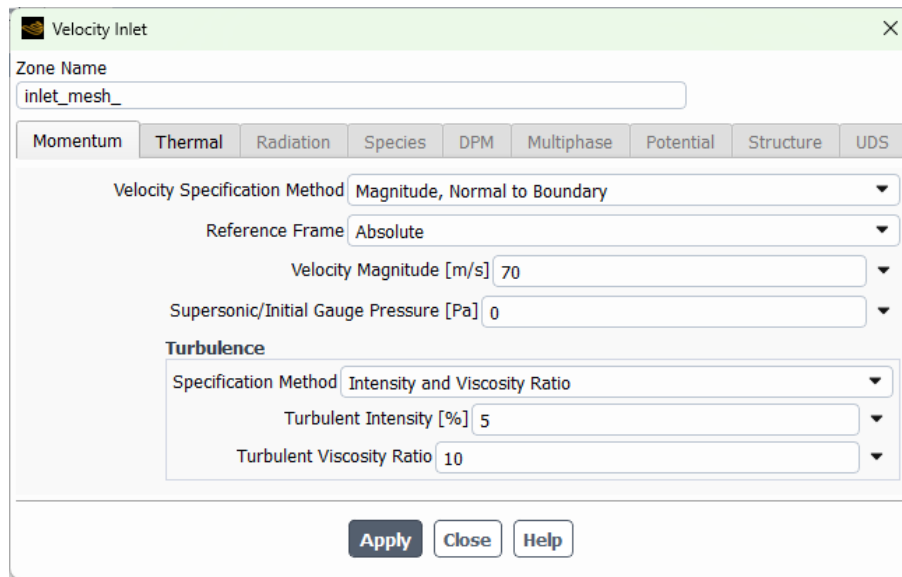 Velocity Inlet
Zone Name
inlet_mesh_
Momentum Thermal Radiation Species DPM Multiphase Potential Structure UDS
Velocity Specification Method Magnitude, Normal to Boundary
Reference Frame Absolute
Velocity Magnitude [m/s] 70
Supersonic/Initial Gauge Pressure [Pa] 0
Turbulence
Specification Method Intensity and Viscosity Ratio
Turbulent Intensity [%] 5
Turbulent Viscosity Ratio 10
Apply Close Help